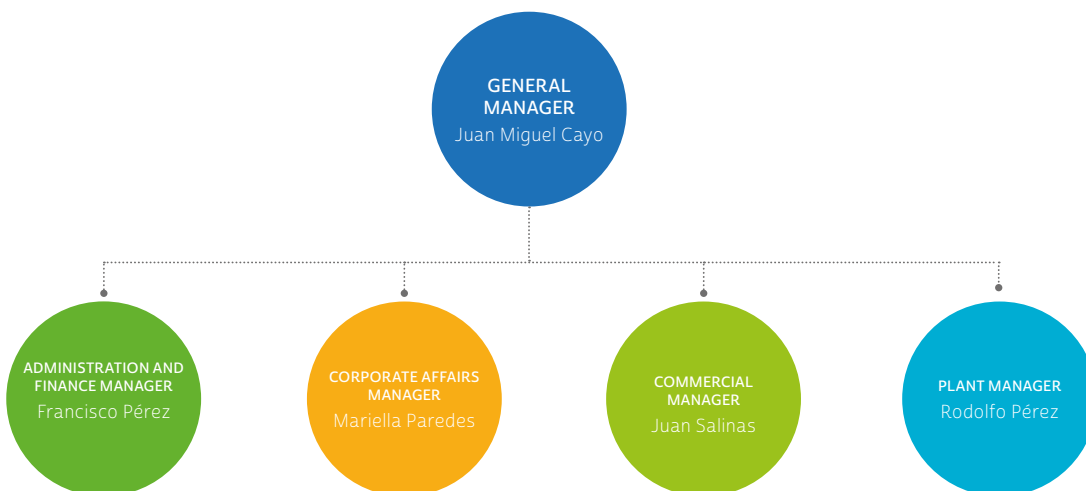 GENERAL
MANAGER
Juan Miguel Cayo
ADMINISTRATION AND
FINANCE MANAGER
Francisco Pérez
CORPORATE AFFAIRS
MANAGER
Mariella Paredes
COMMERCIAL
MANAGER
Juan Salinas
PLANT MANAGER
Rodolfo Pérez